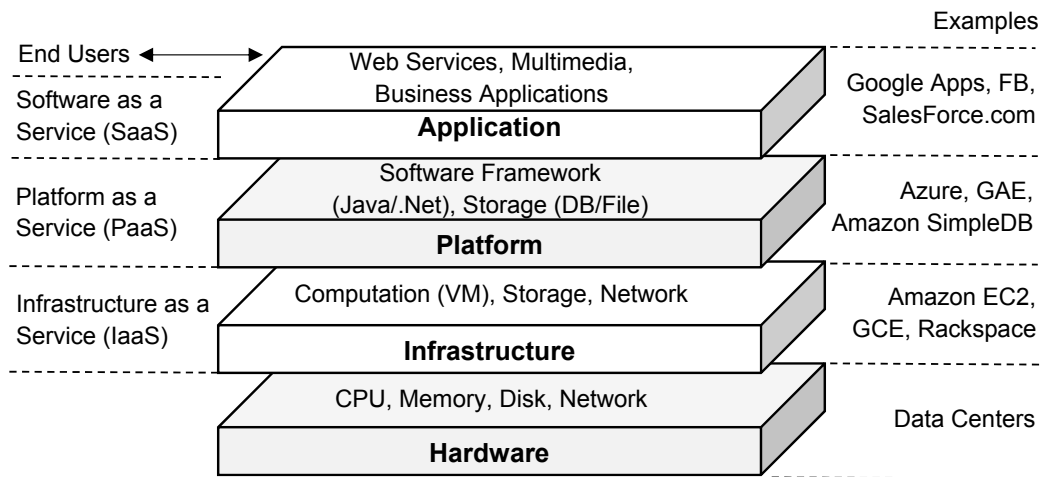 Examples
End Users
Web Services, Multimedia,
Business Applications
Application
Software as a
Service (SaaS)
Google Apps, FB,
SalesForce.com
Software Framework
(Java/.Net), Storage (DB/File)
Platform
Platform as a
Service (PaaS)
Azure, GAE,
Amazon SimpleDB
Computation (VM), Storage, Network
Infrastructure
Infrastructure as a
Service (IaaS)
Amazon EC2,
GCE, Rackspace
CPU, Memory, Disk, Network
Hardware
Data Centers